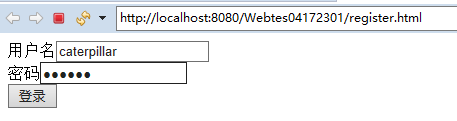 http://localhost:8080/Webtes04172301/register.html
用户名caterpillar
密码●●●●●●
登录